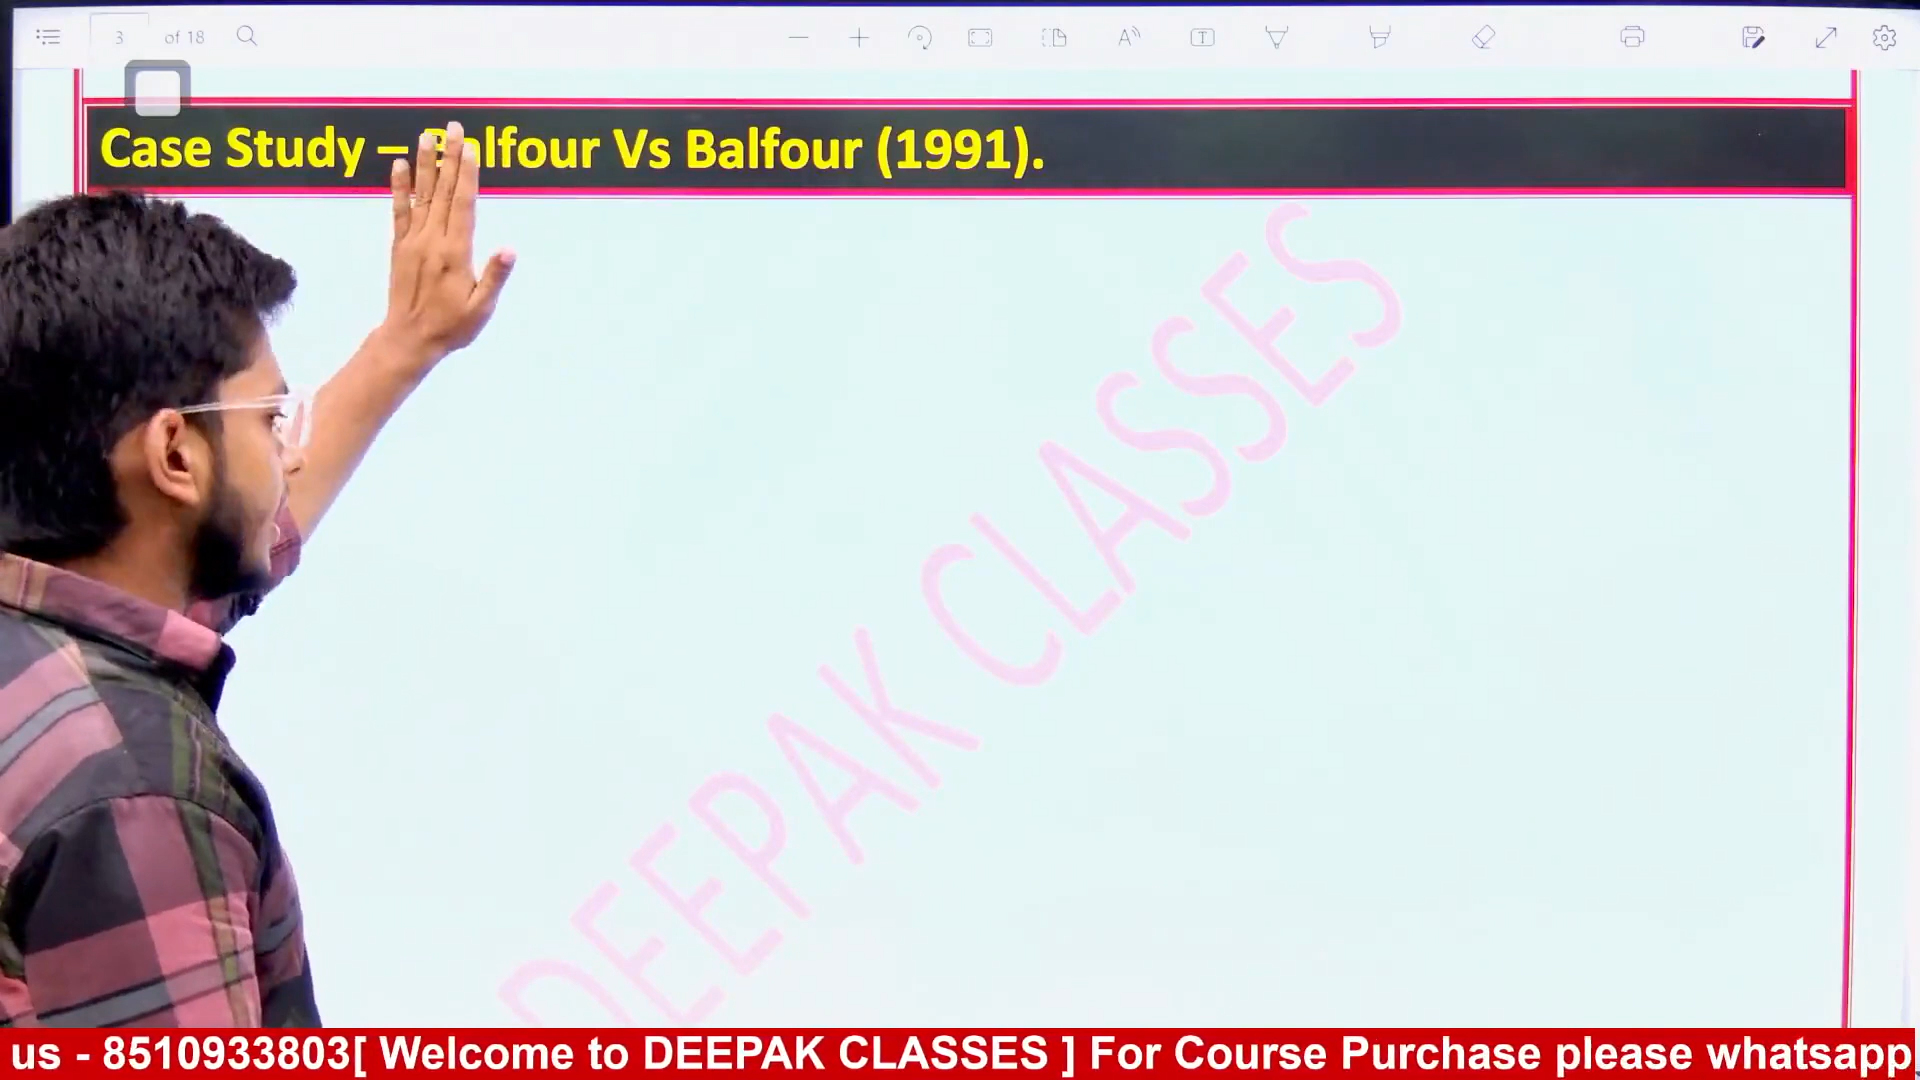 3 of 18
Case Study – Balfour Vs Balfour (1991).
DEEPAK CLASSES
us - 8510933803[ Welcome to DEEPAK CLASSES ] For Course Purchase please whatsapp